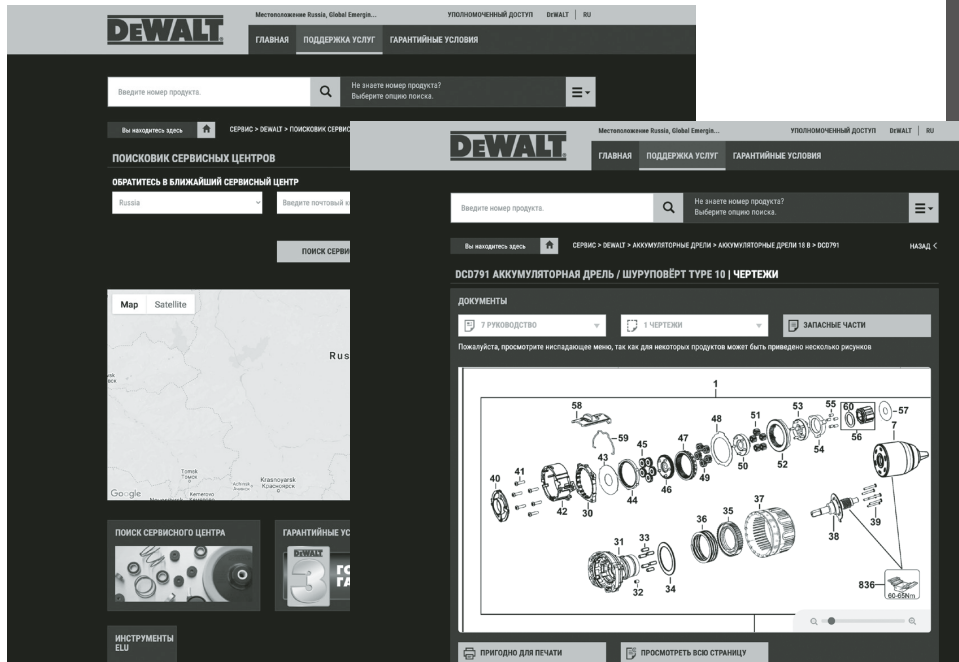 DEWALT
Местоположение Russia, Global Emergin...
УПОЛНОМОЧЕННЫЙ ДОСТУП
DEWALT
RU
ГЛАВНАЯ
ПОДДЕРЖКА УСЛУГ
ГАРАНТИЙНЫЕ УСЛОВИЯ
Введите номер продукта.
Не знаете номер продукта?
Выберите опцию поиска.
Вы находитесь здесь
СЕРВИС > DEWALT > ПОИСКОВИК СЕРВИС
ПОИСКОВИК СЕРВИСНЫХ ЦЕНТРОВ
ОБРАТИТЕСЬ В БЛИЖАЙШИЙ СЕРВИСНЫЙ ЦЕНТР
Russia
Введите почтовый
ПОИСК СЕРВИ
Map
Satellite
Rus
Tomsk
Томск
Achinsk
Krasnoyarsk
Красноярск
Kemerovo
Google
ПОИСК СЕРВИСНОГО ЦЕНТРА
ГАРАНТИЙНЫЕ УС
DEWALT
3
ИНСТРУМЕНТЫ
ELU
DEWALT
Местоположение Russia, Global Emergin...
УПОЛНОМОЧЕННЫЙ ДОСТУП
DEWALT
RU
ГЛАВНАЯ
ПОДДЕРЖКА УСЛУГ
ГАРАНТИЙНЫЕ УСЛОВИЯ
Введите номер продукта.
Не знаете номер продукта?
Выберите опцию поиска.
Вы находитесь здесь
СЕРВИС > DEWALT > АККУМУЛЯТОРНЫЕ ДРЕЛИ > АККУМУЛЯТОРНЫЕ ДРЕЛИ 18 В > DCD791
НАЗАД <
DCD791 АККУМУЛЯТОРНАЯ ДРЕЛЬ / ШУРУПОВЁРТ TYPE 10 | ЧЕРТЕЖИ
ДОКУМЕНТЫ
7 РУКОВОДСТВО
1 ЧЕРТЕЖИ
ЗАПАСНЫЕ ЧАСТИ
Пожалуйста, просмотрите ниспадающее меню, так как для некоторых продуктов может быть приведено несколько рисунков
1
58
59
48
51
53
55
60
57
7
56
54
52
50
47
45
43
49
46
44
41
40
42
30
37
35
36
33
31
32
34
38
39
836
60-65Nm
ПРИГОДНО ДЛЯ ПЕЧАТИ
ПРОСМОТРЕТЬ ВСЮ СТРАНИЦУ